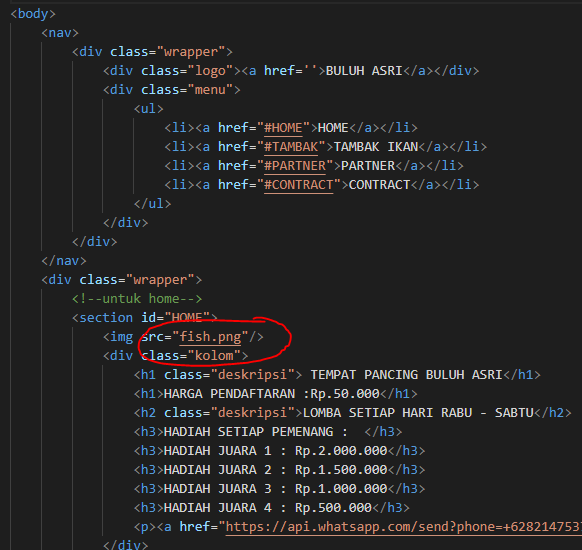 <body>
<nav>
<div class="wrapper">
<div class="logo"><a href=''>BULUH ASRI</a></div>
<div class="menu">
<ul>
<li><a href="#HOME">HOME</a></li>
<li><a href="#TAMBAK">TAMBAK IKAN</a></li>
<li><a href="#PARTNER">PARTNER</a></li>
<li><a href="#CONTRACT">CONTRACT</a></li>
</ul>
</div>
</div>
</nav>
<div class="wrapper">
<!--untuk home-->
<section id="HOME">
<img src="fish.png"/>
<div class="kolom">
<h1 class="deskripsi"> TEMPAT PANCING BULUH ASRI</h1>
<h1>HARGA PENDAFTARAN :Rp.50.000</h1>
<h2 class="deskripsi">LOMBA SETIAP HARI RABU - SABTU</h2>
<h3>HADIAH SETIAP PEMENANG :  </h3>
<h3>HADIAH JUARA 1 : Rp.2.000.000</h3>
<h3>HADIAH JUARA 2 : Rp.1.500.000</h3>
<h3>HADIAH JUARA 3 : Rp.1.000.000</h3>
<h3>HADIAH JUARA 4 : Rp.500.000</h3>
<p><a href="https://api.whatsapp.com/send?phone=+628214753
</div>